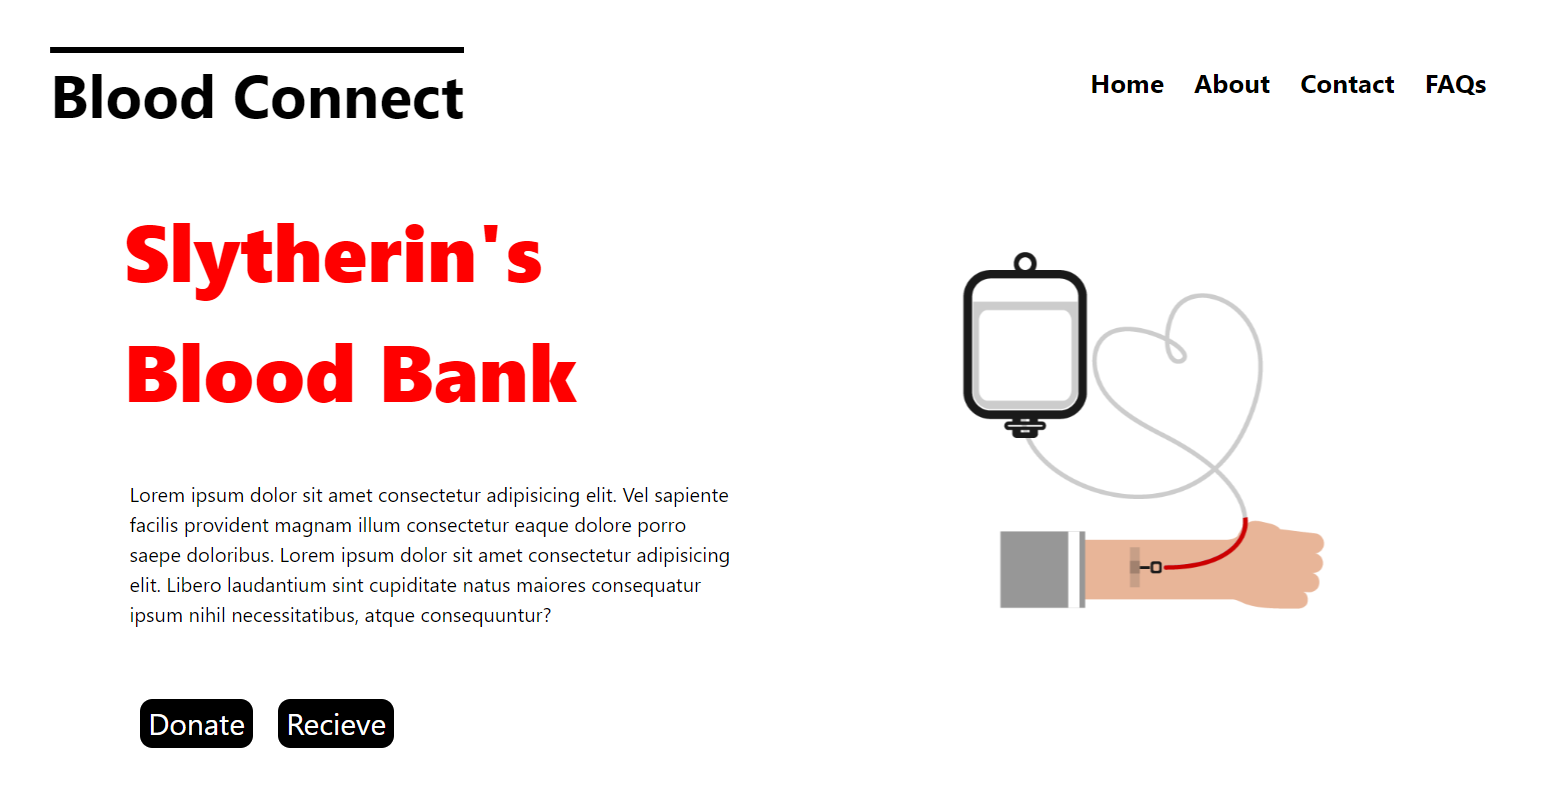 Blood Connect
Home About Contact FAQs
Slytherin's
Blood Bank
Lorem ipsum dolor sit amet consectetur adipisicing elit. Vel sapiente
facilis provident magnam illum consectetur eaque dolore porro
saepe doloribus. Lorem ipsum dolor sit amet consectetur adipisicing
elit. Libero laudantium sint cupiditate natus maiores consequatur
ipsum nihil necessitatibus, atque consequuntur?
Donate Recieve